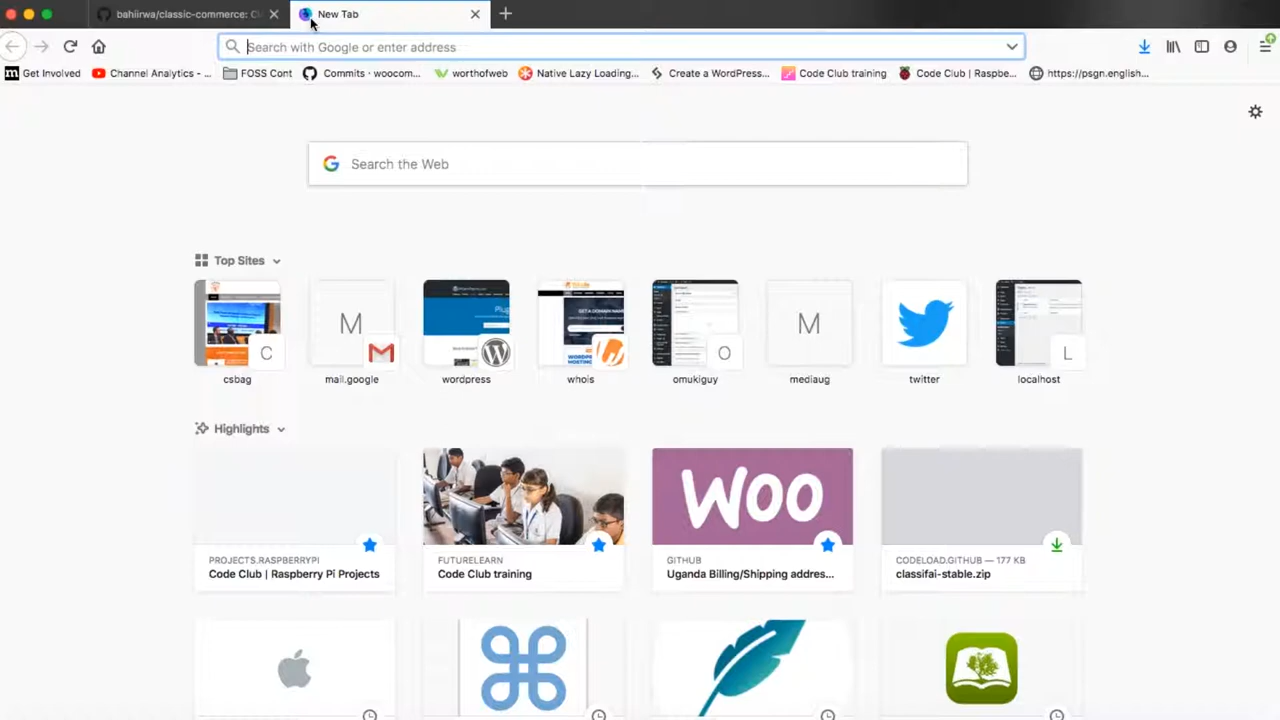 bahiirwa/classic-commerce: Cl
New Tab
Search with Google or enter address
Get Involved
Channel Analytics - ...
FOSS Cont
Commits · woocom...
worthofweb
Native Lazy Loading...
Create a WordPress...
Code Club training
Code Club | Raspbe...
https://psgn.english...
Search the Web
Top Sites
C
M
O
M
L
csbag
mail.google
wordpress
whois
omukiguy
mediaug
twitter
localhost
Highlights
WOO
PROJECTS.RASPBERRYPI
Code Club | Raspberry Pi Projects
FUTURELEARN
Code Club training
GITHUB
Uganda Billing/Shipping addres...
CODELOAD.GITHUB — 177 KB
classifai-stable.zip